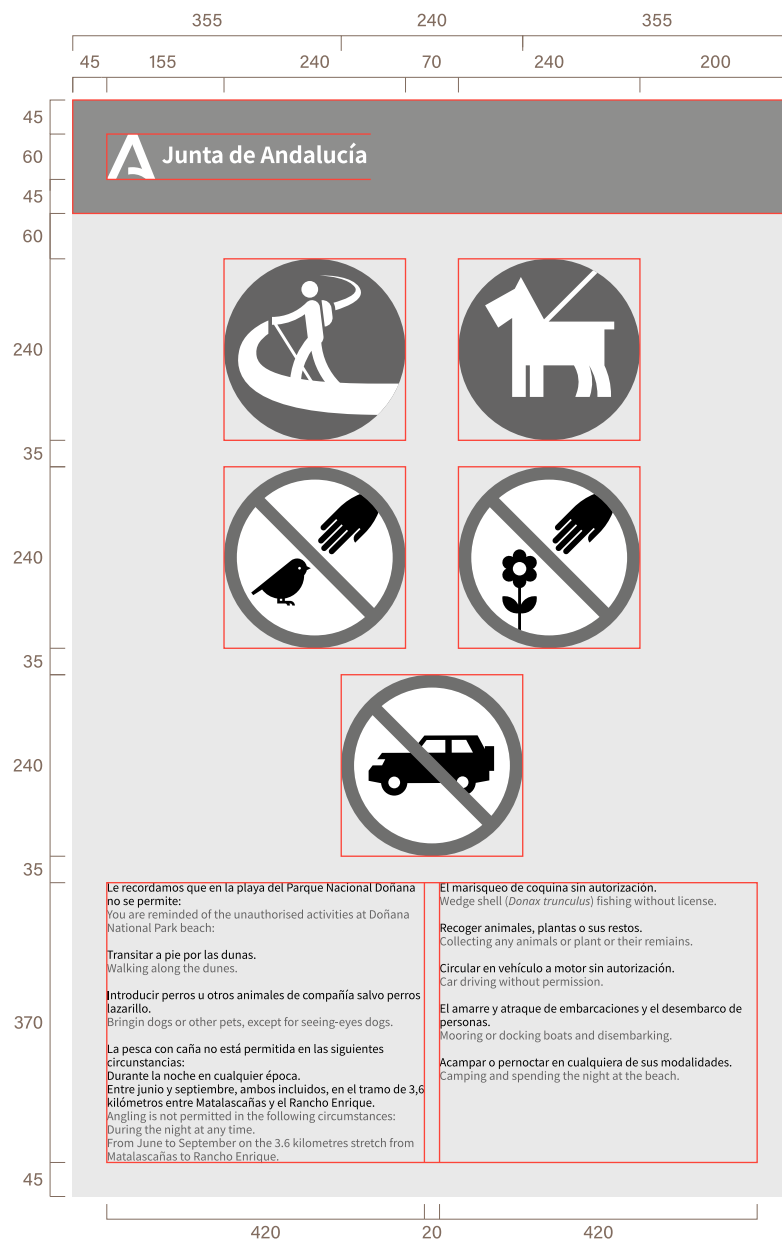 355 240 355
45 155 240 70 240 200
45
60
45
Junta de Andalucía
60
240
35
240
35
240
35
370
45
Le recordamos que en la playa del Parque Nacional Doñana
no se permite:
You are reminded of the unauthorised activities at Doñana
National Park beach:
Transitar a pie por las dunas.
Walking along the dunes.
Introducir perros u otros animales de compañía salvo perros
lazarillo.
Bringin dogs or other pets, except for seeing-eyes dogs.
La pesca con caña no está permitida en las siguientes
circunstancias:
Durante la noche en cualquier época.
Entre junio y septiembre, ambos incluidos, en el tramo de 3,6
kilómetros entre Matalascañas y el Rancho Enrique.
Angling is not permitted in the following circumstances:
During the night at any time.
From June to September on the 3.6 kilometres stretch from
Matalascañas to Rancho Enrique.
El marisqueo de coquina sin autorización.
Wedge shell (Donax trunculus) fishing without license.
Recoger animales, plantas o sus restos.
Collecting any animals or plant or their remiains.
Circular en vehículo a motor sin autorización.
Car driving without permission.
El amarre y atraque de embarcaciones y el desembarco de
personas.
Mooring or docking boats and disembarking.
Acampar o pernoctar en cualquiera de sus modalidades.
Camping and spending the night at the beach.
420 20 420